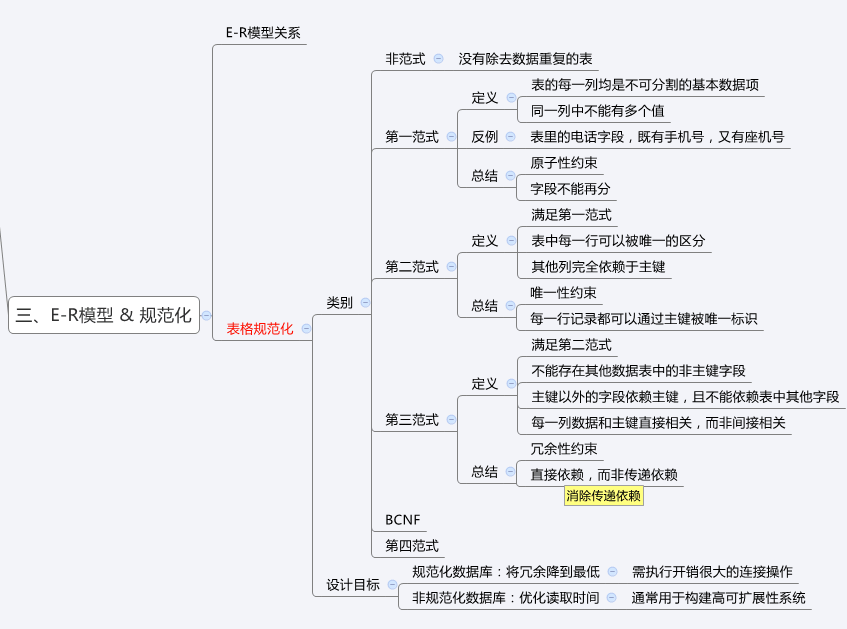 三、E-R模型 & 规范化
E-R模型关系
表格规范化
类别
非范式
没有除去数据重复的表
第一范式
定义
表的每一列均是不可分割的基本数据项
同一列中不能有多个值
反例
表里的电话字段，既有手机号，又有座机号
总结
原子性约束
字段不能再分
第二范式
定义
满足第一范式
表中每一行可以被唯一的区分
其他列完全依赖于主键
总结
唯一性约束
每一行记录都可以通过主键被唯一标识
第三范式
定义
满足第二范式
不能存在其他数据表中的非主键字段
主键以外的字段依赖主键，且不能依赖表中其他字段
每一列数据和主键直接相关，而非间接相关
总结
冗余性约束
直接依赖，而非传递依赖
消除传递依赖
BCNF
第四范式
设计目标
规范化数据库：将冗余降到最低
需执行开销很大的连接操作
非规范化数据库：优化读取时间
通常用于构建高可扩展性系统